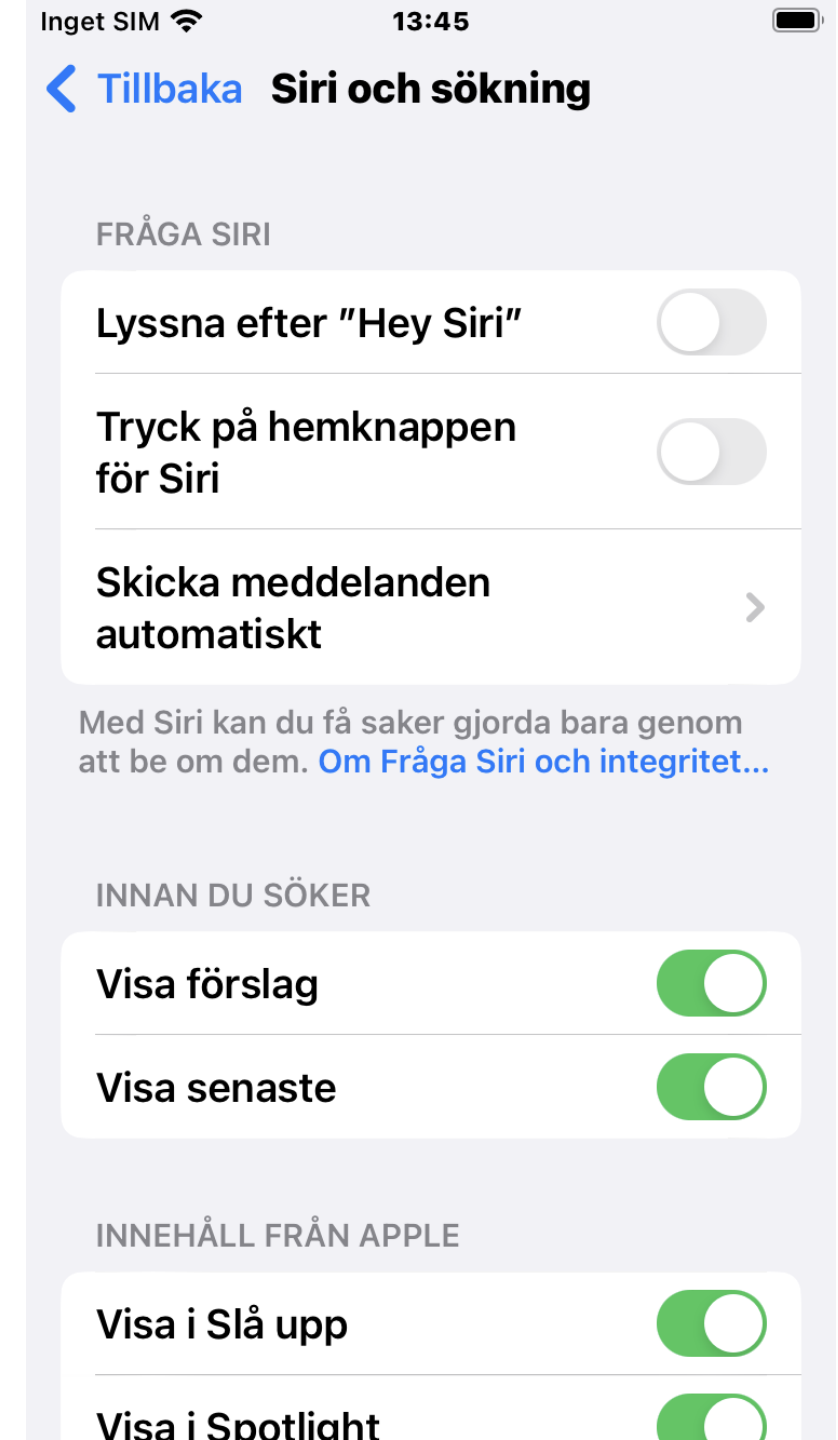 Inget SIM 13:45
Tillbaka Siri och sökning
FRÅGA SIRI
Lyssna efter ”Hey Siri”
Tryck på hemknappen
för Siri
Skicka meddelanden
automatiskt
Med Siri kan du få saker gjorda bara genom
att be om dem. Om Fråga Siri och integritet...
INNAN DU SÖKER
Visa förslag
Visa senaste
INNEHÅLL FRÅN APPLE
Visa i Slå upp
Visa i Spotlight